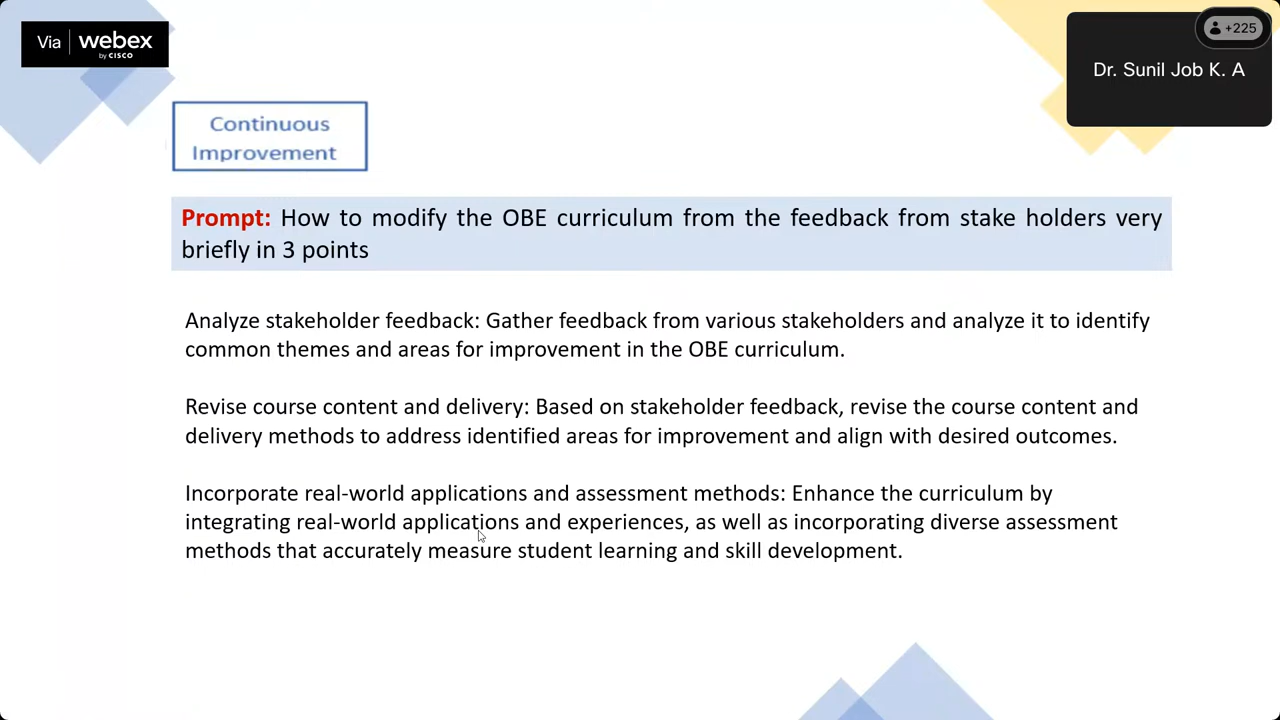 Via webex
by CISCO
+225
Dr. Sunil Job K. A
Continuous
Improvement
Prompt: How to modify the OBE curriculum from the feedback from stake holders very
briefly in 3 points
Analyze stakeholder feedback: Gather feedback from various stakeholders and analyze it to identify
common themes and areas for improvement in the OBE curriculum.
Revise course content and delivery: Based on stakeholder feedback, revise the course content and
delivery methods to address identified areas for improvement and align with desired outcomes.
Incorporate real-world applications and assessment methods: Enhance the curriculum by
integrating real-world applications and experiences, as well as incorporating diverse assessment
methods that accurately measure student learning and skill development.